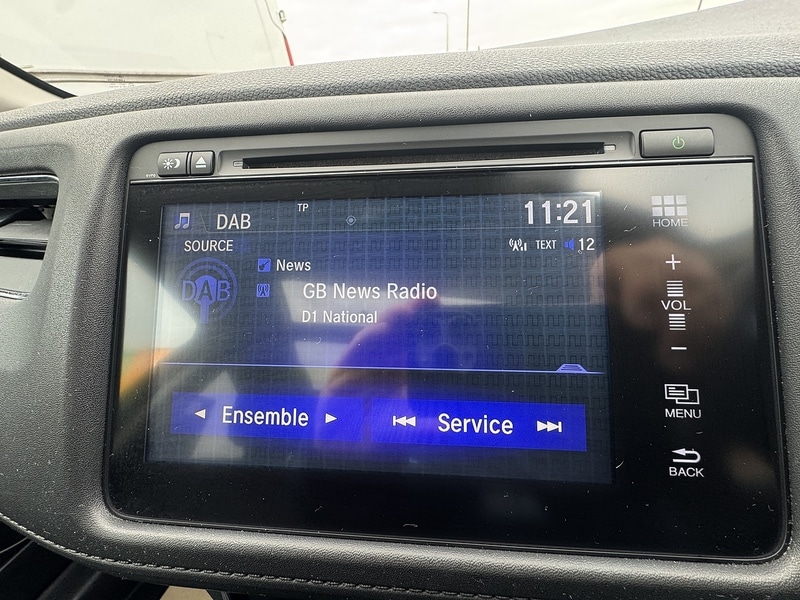 TP
DAB
11:21
HOME
SOURCE
TEXT
12
News
DAB
GB News Radio
D1 National
+
VOL
-
Ensemble
Service
MENU
BACK